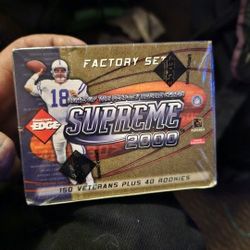 FACTORY SET
18
EDGE
SUPREME
2000
150 VETERANS PLUS 40 ROOKIES